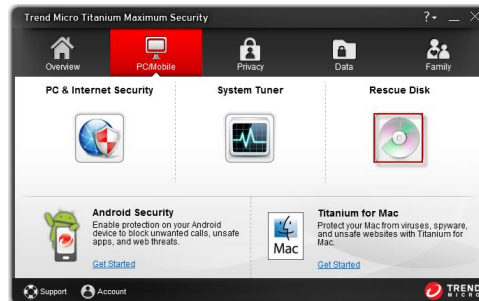 Trend Micro Titanium Maximum Security
?
Overview
PC/Mobile
Privacy
Data
Family
PC & Internet Security
System Tuner
Rescue Disk
Android Security
Enable protection on your Android
device to block unwanted calls, unsafe
apps, and web threats.
Get Started
Mac
Titanium for Mac
Protect your Mac from viruses, spyware,
and unsafe websites with Titanium for
Mac.
Get Started
Support
Account
TREND
MICRO